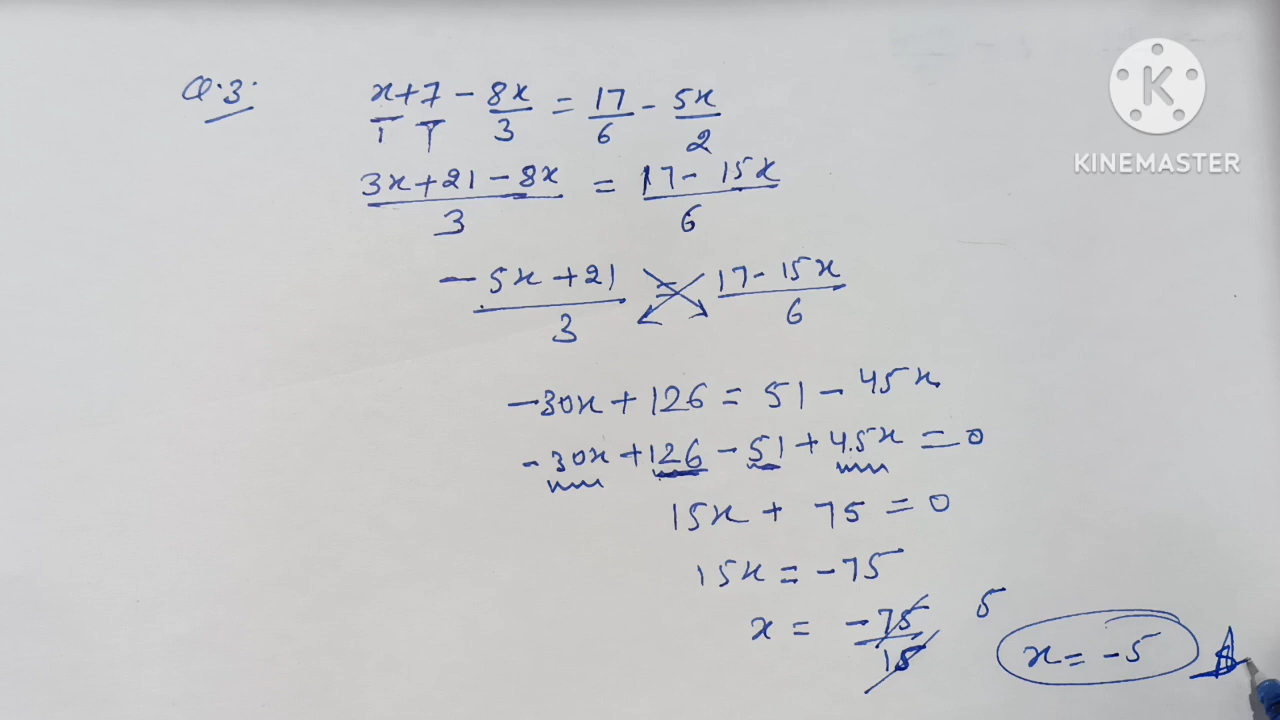 Q.3.
x+7 - 8x/3 = 17/6 - 5x/2
1 1
3x+21-8x/3 = 17-15x/6
-5x+21/3 = 17-15x/6
-30x+126 = 51-45x
-30x+126-51+45x=0
15x+75=0
15x=-75
x = -75/15 5
x=-5
K
KINEMASTER